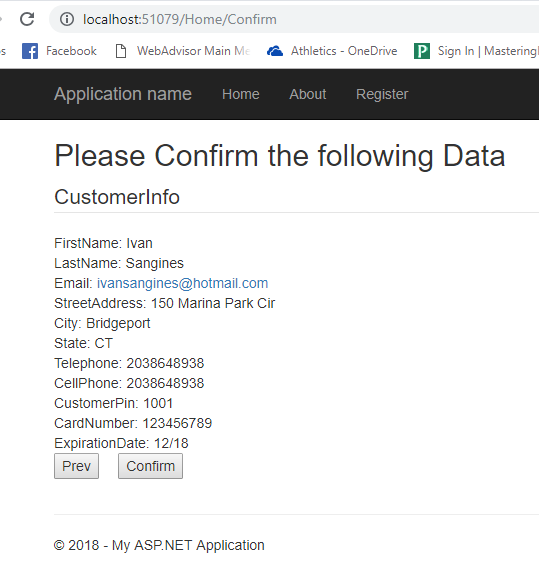 localhost:51079/Home/Confirm
Facebook WebAdvisor Main Me Athletics - OneDrive Sign In | Mastering
Application name Home About Register
Please Confirm the following Data
CustomerInfo
FirstName: Ivan
LastName: Sangines
Email: ivansangines@hotmail.com
StreetAddress: 150 Marina Park Cir
City: Bridgeport
State: CT
Telephone: 2038648938
CellPhone: 2038648938
CustomerPin: 1001
CardNumber: 123456789
ExpirationDate: 12/18
Prev Confirm
© 2018 - My ASP.NET Application